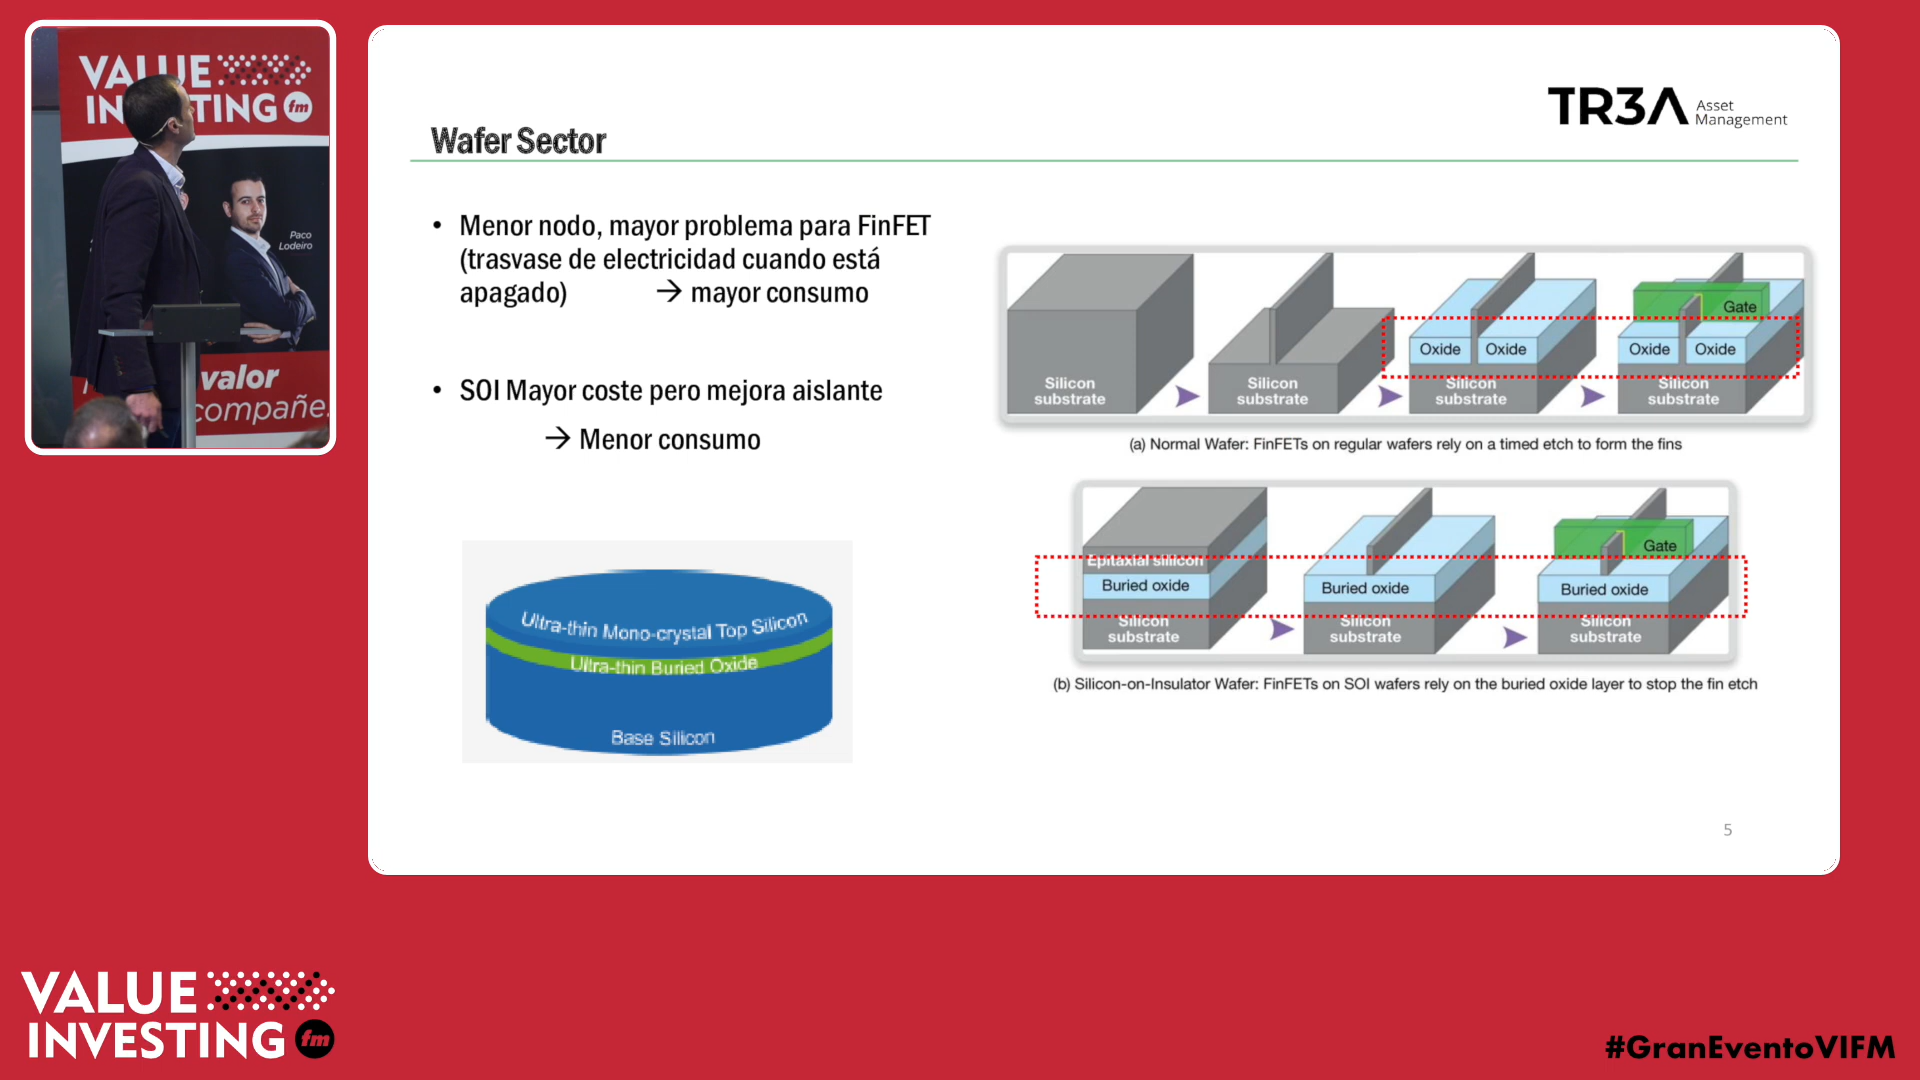 VALUE
INVESTING fm
Paco
Lodeiro
valor
compañe
TR3A Asset
Management
Wafer Sector
• Menor nodo, mayor problema para FinFET
(trasvase de electricidad cuando está
apagado) → mayor consumo
• SOI Mayor coste pero mejora aislante
→ Menor consumo
Ultra-thin Mono-crystal Top Silicon
Ultra-thin Buried Oxide
Base Silicon
Silicon
substrate
Silicon
substrate
Oxide
Oxide
Silicon
substrate
Gate
Oxide
Oxide
Silicon
substrate
(a) Normal Wafer: FinFETs on regular wafers rely on a timed etch to form the fins
Epitaxial silicon
Buried oxide
Silicon
substrate
Buried oxide
Silicon
substrate
Gate
Buried oxide
Silicon
substrate
(b) Silicon-on-Insulator Wafer: FinFETs on SOI wafers rely on the buried oxide layer to stop the fin etch
5
VALUE
INVESTING fm
#GranEventoVIFM